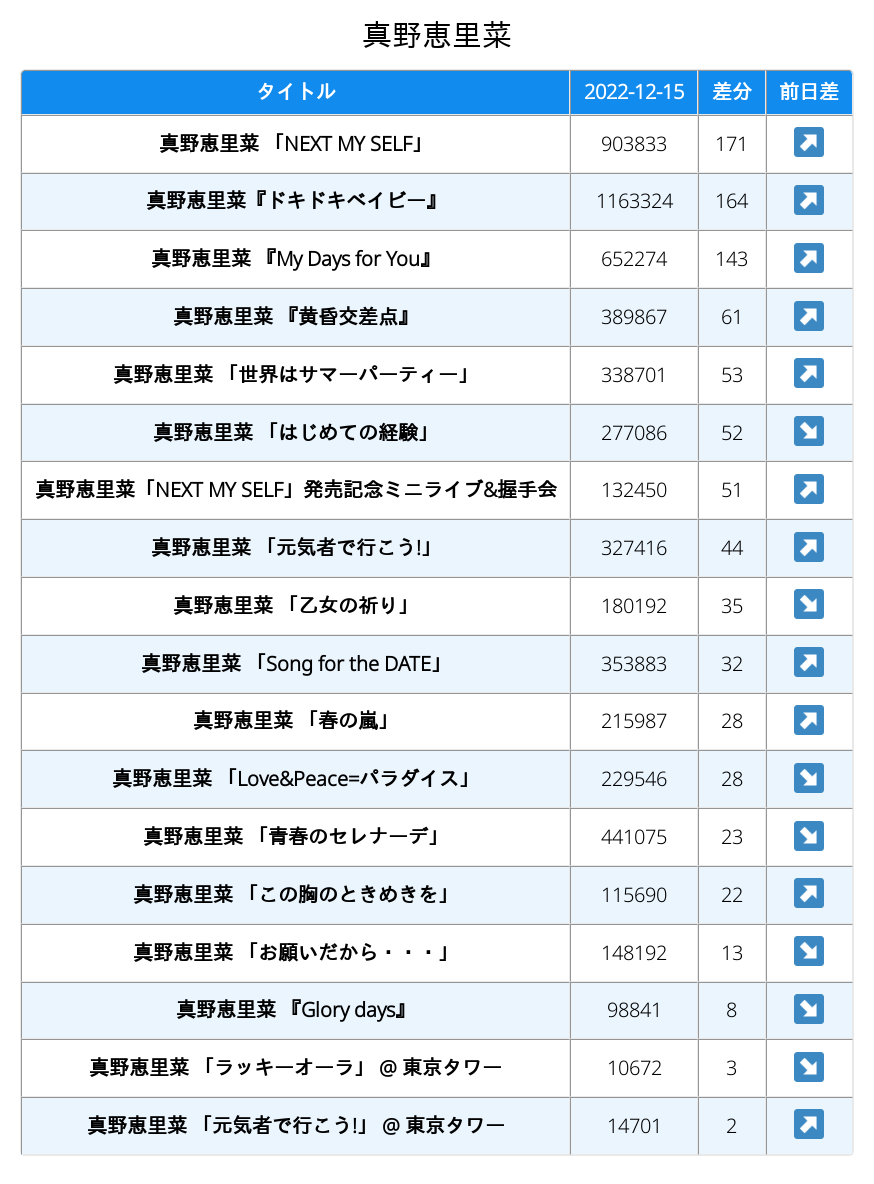 真野恵里菜
タイトル 2022-12-15 差分 前日差
真野恵里菜 「NEXT MY SELF」 903833 171 ↗
真野恵里菜『ドキドキベイビー』 1163324 164 ↗
真野恵里菜 『My Days for You』 652274 143 ↗
真野恵里菜 『黄昏交差点』 389867 61 ↗
真野恵里菜 「世界はサマーパーティー」 338701 53 ↗
真野恵里菜 「はじめての経験」 277086 52 ↘
真野恵里菜「NEXT MY SELF」発売記念ミニライブ&握手会 132450 51 ↗
真野恵里菜 「元気者で行こう!」 327416 44 ↗
真野恵里菜 「乙女の祈り」 180192 35 ↘
真野恵里菜 「Song for the DATE」 353883 32 ↗
真野恵里菜 「春の嵐」 215987 28 ↗
真野恵里菜 「Love&Peace=パラダイス」 229546 28 ↘
真野恵里菜 「青春のセレナーデ」 441075 23 ↘
真野恵里菜 「この胸のときめきを」 115690 22 ↗
真野恵里菜 「お願いだから・・・」 148192 13 ↘
真野恵里菜 『Glory days』 98841 8 ↘
真野恵里菜 「ラッキーオーラ」 @ 東京タワー 10672 3 ↘
真野恵里菜 「元気者で行こう!」 @ 東京タワー 14701 2 ↗